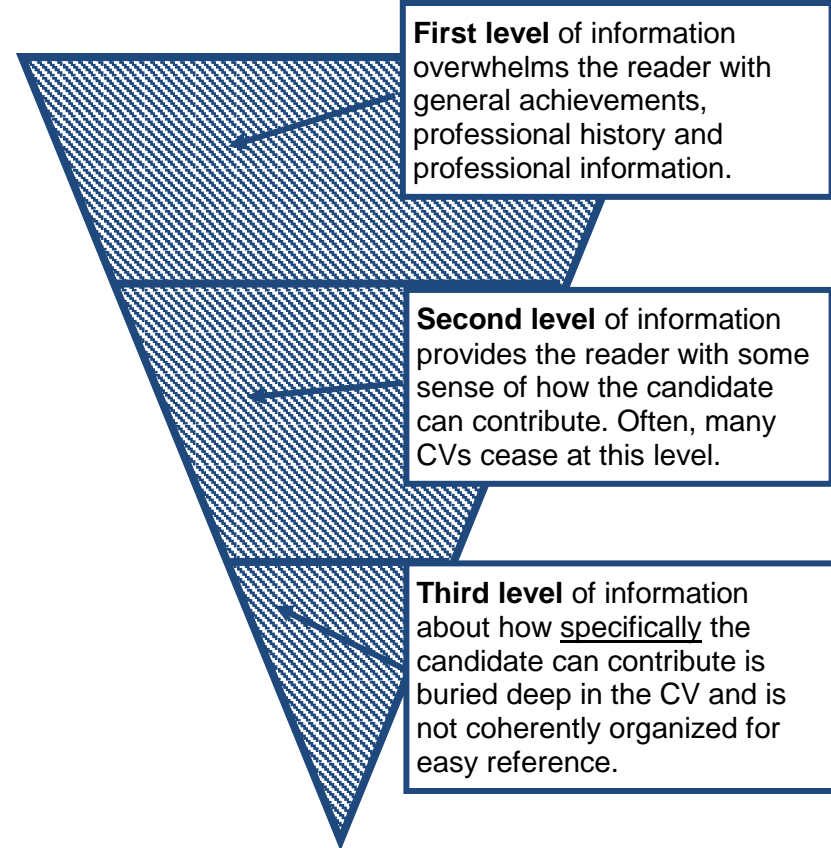 First level of information
overwhelms the reader with
general achievements,
professional history and
professional information.
Second level of information
provides the reader with some
sense of how the candidate
can contribute. Often, many
CVs cease at this level.
Third level of information
about how specifically the
candidate can contribute is
buried deep in the CV and is
not coherently organized for
easy reference.